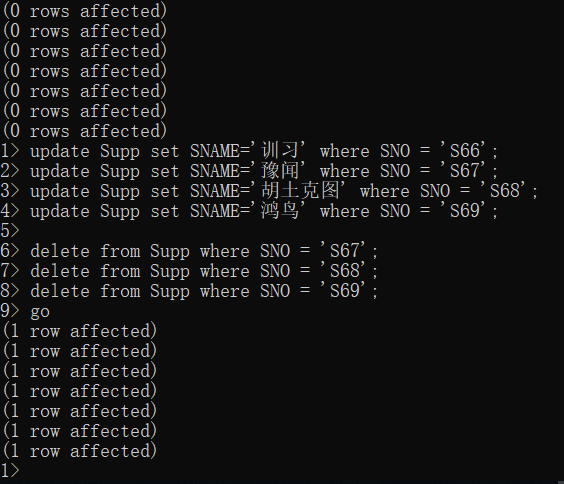 (0 rows affected)
(0 rows affected)
(0 rows affected)
(0 rows affected)
(0 rows affected)
(0 rows affected)
(0 rows affected)
1> update Supp set SNAME='训习' where SNO = 'S66';
2> update Supp set SNAME='豫闻' where SNO = 'S67';
3> update Supp set SNAME='胡土克图' where SNO = 'S68';
4> update Supp set SNAME='鸿鸟' where SNO = 'S69';
5>
6> delete from Supp where SNO = 'S67';
7> delete from Supp where SNO = 'S68';
8> delete from Supp where SNO = 'S69';
9> go
(1 row affected)
(1 row affected)
(1 row affected)
(1 row affected)
(1 row affected)
(1 row affected)
(1 row affected)
1>